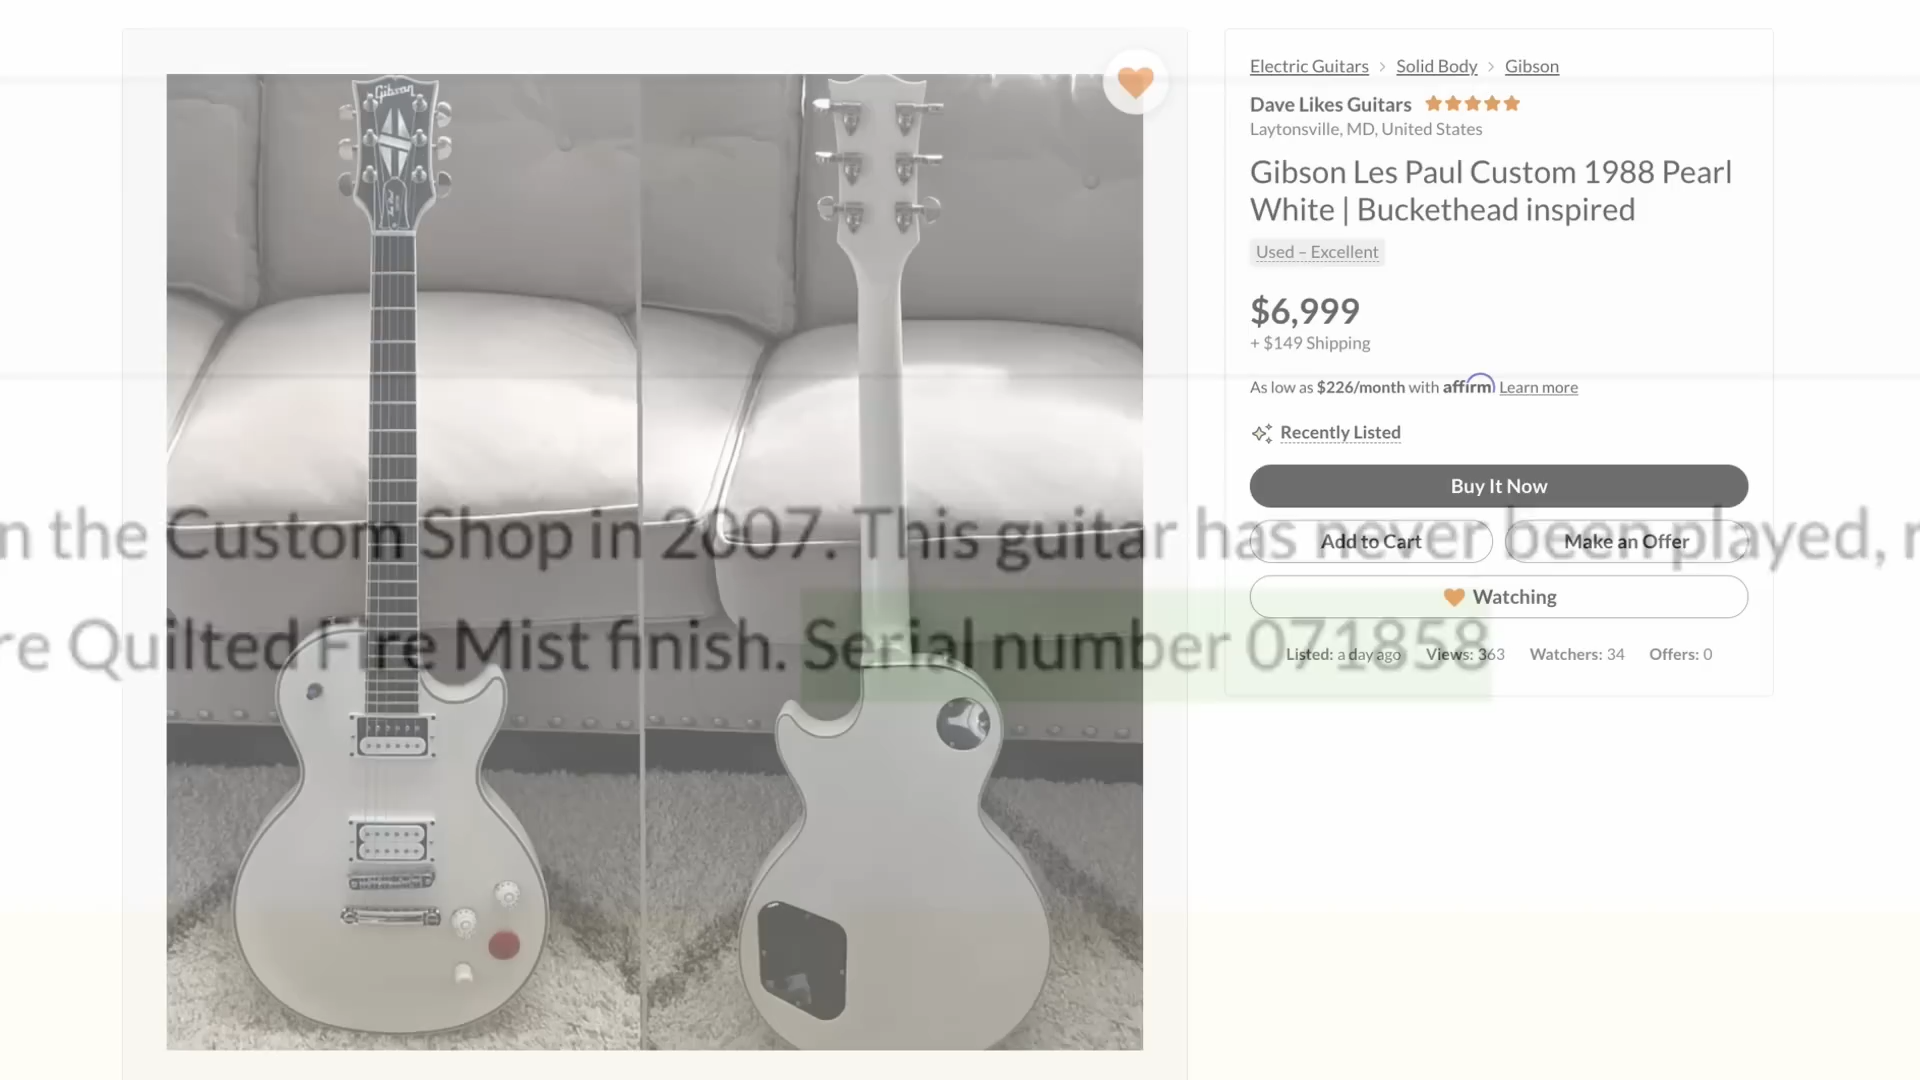 Gibson
Electric Guitars > Solid Body > Gibson
Dave Likes Guitars
Laytonsville, MD, United States
Gibson Les Paul Custom 1988 Pearl
White | Buckethead inspired
Used – Excellent
$6,999
+ $149 Shipping
As low as $226/month with affirm Learn more
Recently Listed
Buy It Now
Add to Cart
Make an Offer
Watching
Listed: a day ago Views: 363 Watchers: 34 Offers: 0
n the Custom Shop in 2007. This guitar has never been played, r
re Quilted Fire Mist finish. Serial number 071858